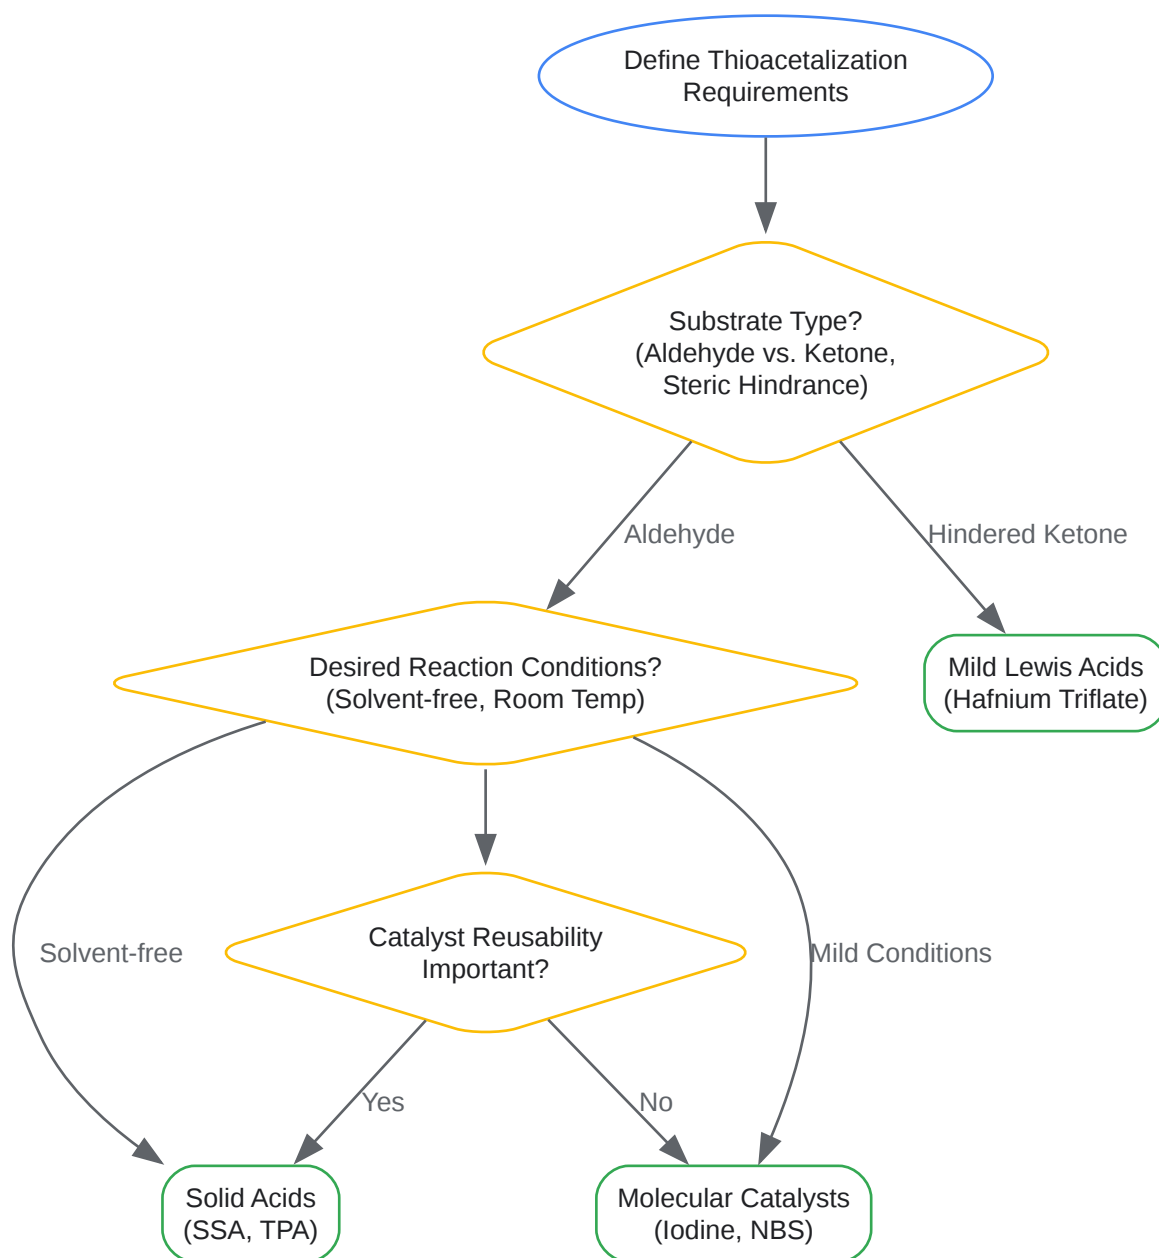 Define Thioacetalization
Requirements
Substrate Type?
(Aldehyde vs. Ketone,
Steric Hindrance)
Aldehyde
Hindered Ketone
Desired Reaction Conditions?
(Solvent-free, Room Temp)
Mild Lewis Acids
(Hafnium Triflate)
Catalyst Reusability
Important?
Solvent-free
Mild Conditions
Yes
No
Solid Acids
(SSA, TPA)
Molecular Catalysts
(Iodine, NBS)